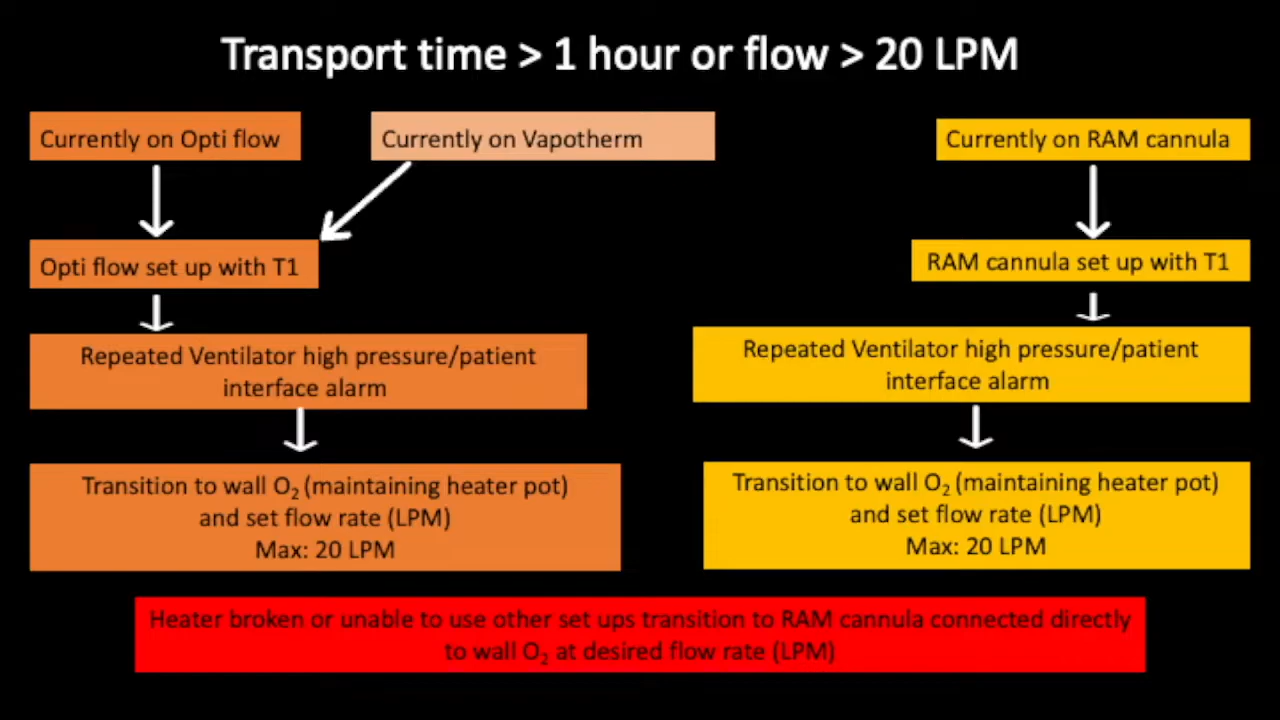 Transport time > 1 hour or flow > 20 LPM
Currently on Opti flow
Currently on Vapotherm
Currently on RAM cannula
Opti flow set up with T1
RAM cannula set up with T1
Repeated Ventilator high pressure/patient
interface alarm
Repeated Ventilator high pressure/patient
interface alarm
Transition to wall O₂ (maintaining heater pot)
and set flow rate (LPM)
Max: 20 LPM
Transition to wall O₂ (maintaining heater pot)
and set flow rate (LPM)
Max: 20 LPM
Heater broken or unable to use other set ups transition to RAM cannula connected directly
to wall O₂ at desired flow rate (LPM)